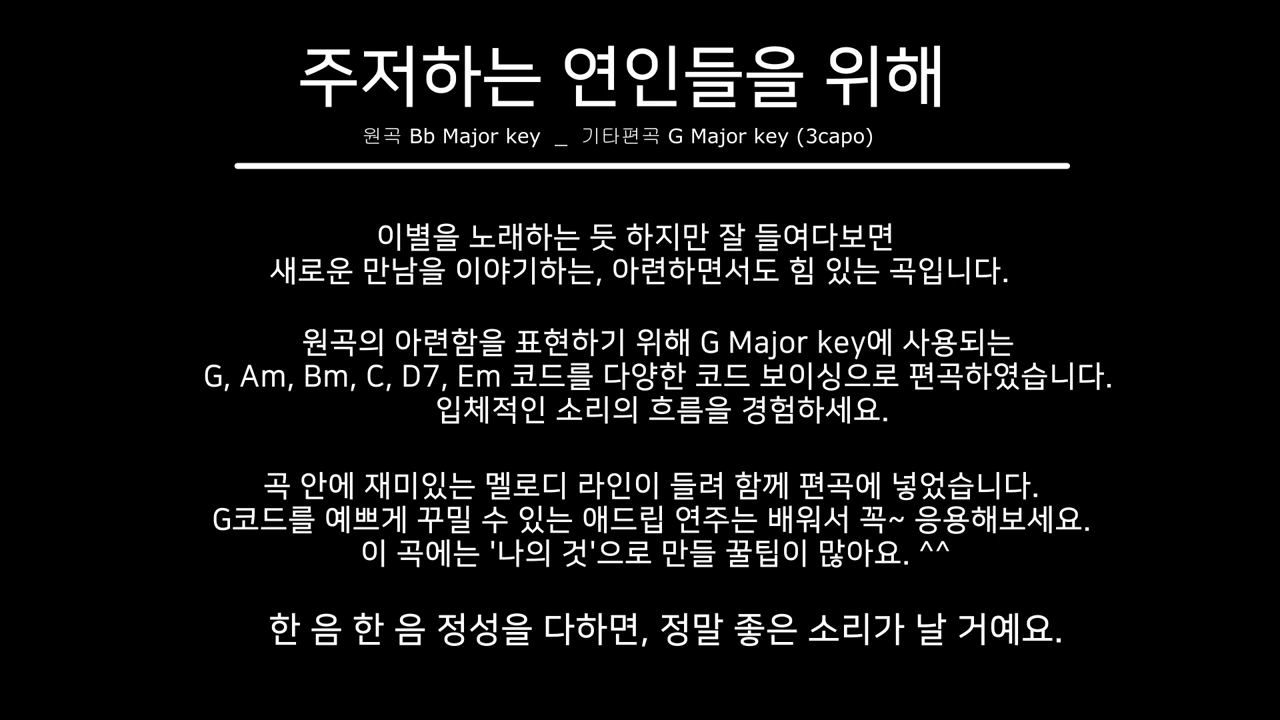 주저하는 연인들을 위해
원곡 Bb Major key _ 기타편곡 G Major key (3capo)
이별을 노래하는 듯 하지만 잘 들여다보면
새로운 만남을 이야기하는, 아련하면서도 힘 있는 곡입니다.
원곡의 아련함을 표현하기 위해 G Major key에 사용되는
G, Am, Bm, C, D7, Em 코드를 다양한 코드 보이싱으로 편곡하였습니다.
입체적인 소리의 흐름을 경험하세요.
곡 안에 재미있는 멜로디 라인이 들려 함께 편곡에 넣었습니다.
G코드를 예쁘게 꾸밀 수 있는 애드립 연주는 배워서 꼭~ 응용해보세요.
이 곡에는 '나의 것'으로 만들 꿀팁이 많아요. ^^
한 음 한 음 정성을 다하면, 정말 좋은 소리가 날 거예요.